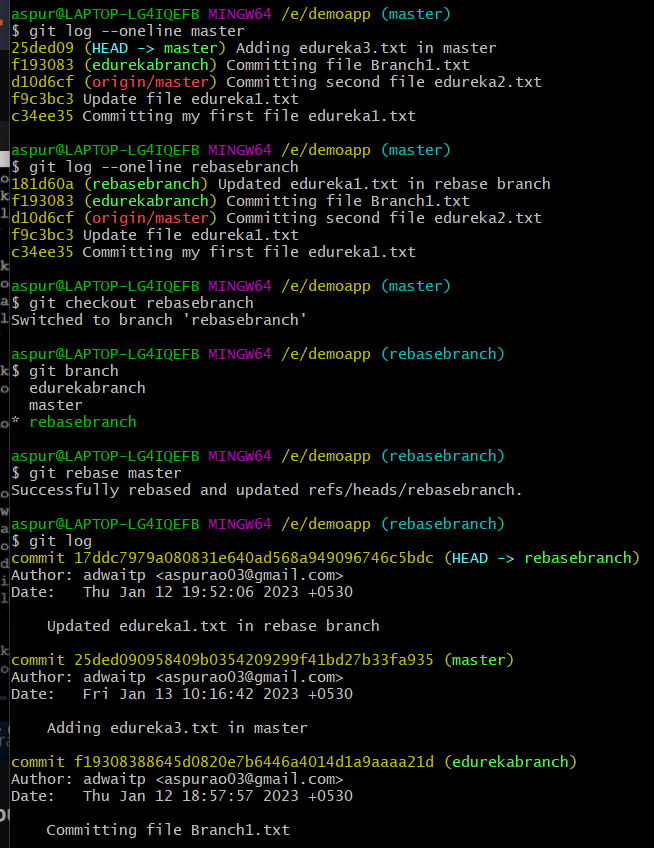 aspur@LAPTOP-LG4IQEFB MINGW64 /e/demoapp (master)
$ git log --oneline master
25ded09 (HEAD -> master) Adding edureka3.txt in master
f193083 (edurekabranch) Committing file Branch1.txt
d10d6cf (origin/master) Committing second file edureka2.txt
f9c3bc3 Update file edureka1.txt
c34ee35 Committing my first file edureka1.txt
aspur@LAPTOP-LG4IQEFB MINGW64 /e/demoapp (master)
$ git log --oneline rebasebranch
181d60a (rebasebranch) Updated edureka1.txt in rebase branch
f193083 (edurekabranch) Committing file Branch1.txt
d10d6cf (origin/master) Committing second file edureka2.txt
f9c3bc3 Update file edureka1.txt
c34ee35 Committing my first file edureka1.txt
aspur@LAPTOP-LG4IQEFB MINGW64 /e/demoapp (master)
$ git checkout rebasebranch
Switched to branch 'rebasebranch'
aspur@LAPTOP-LG4IQEFB MINGW64 /e/demoapp (rebasebranch)
$ git branch
edurekabranch
master
* rebasebranch
aspur@LAPTOP-LG4IQEFB MINGW64 /e/demoapp (rebasebranch)
$ git rebase master
Successfully rebased and updated refs/heads/rebasebranch.
aspur@LAPTOP-LG4IQEFB MINGW64 /e/demoapp (rebasebranch)
$ git log
commit 17ddc7979a080831e640ad568a949096746c5bdc (HEAD -> rebasebranch)
Author: adwaitp <aspurao03@gmail.com>
Date:   Thu Jan 12 19:52:06 2023 +0530
Updated edureka1.txt in rebase branch
commit 25ded090958409b0354209299f41bd27b33fa935 (master)
Author: adwaitp <aspurao03@gmail.com>
Date:   Fri Jan 13 10:16:42 2023 +0530
Adding edureka3.txt in master
commit f19308388645d0820e7b6446a4014d1a9aaaa21d (edurekabranch)
Author: adwaitp <aspurao03@gmail.com>
Date:   Thu Jan 12 18:57:57 2023 +0530
Committing file Branch1.txt